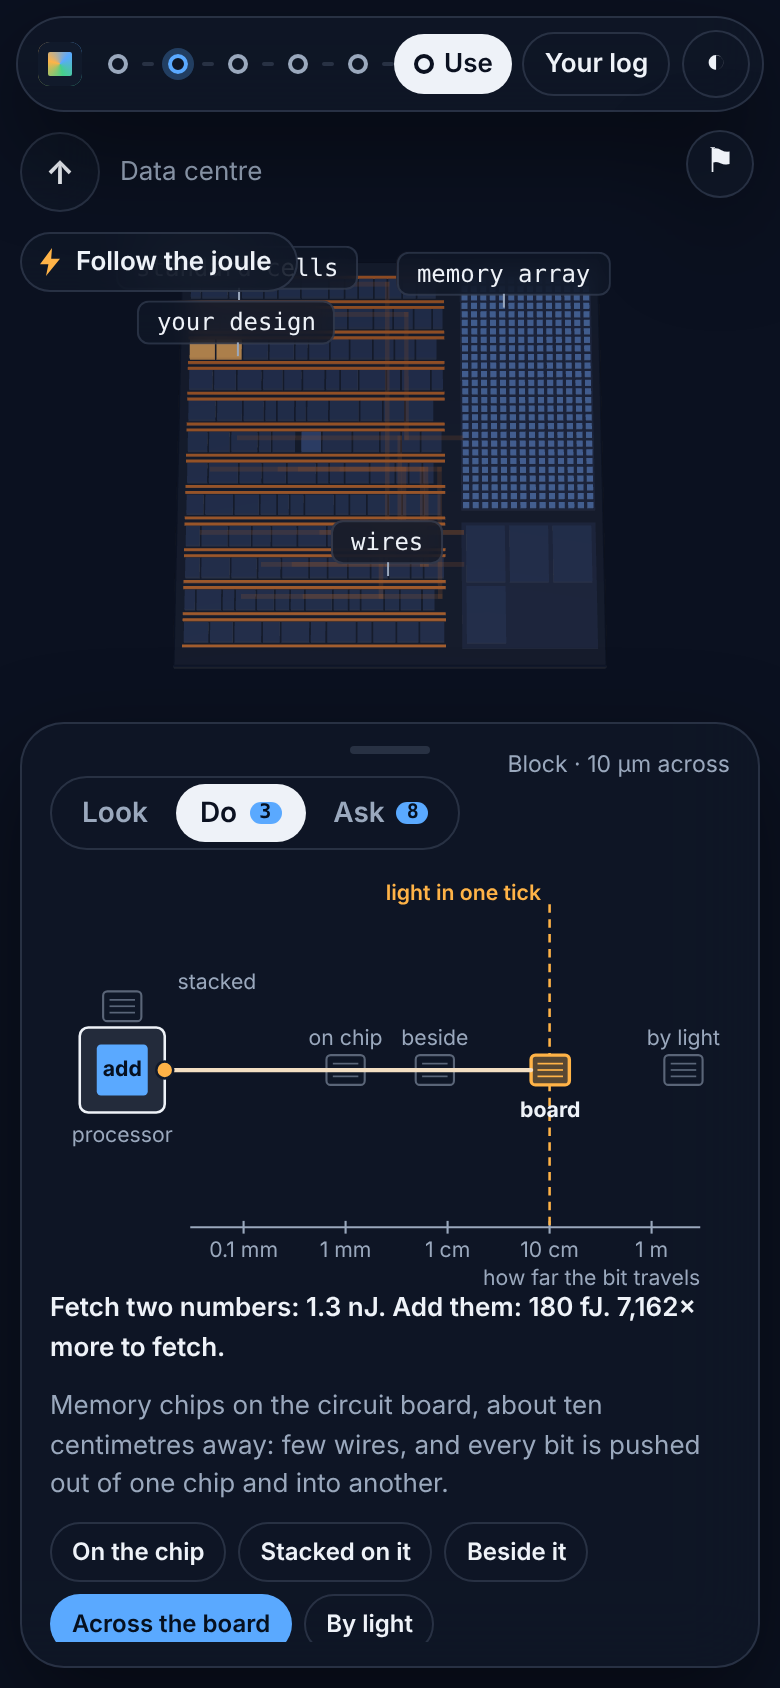 Use
Your log
Data centre
Follow the joule
cells
memory array
your design
wires
Block · 10 µm across
Look
Do 3
Ask 8
light in one tick
stacked
on chip
beside
by light
add
board
processor
0.1 mm
1 mm
1 cm
10 cm
1 m
how far the bit travels
Fetch two numbers: 1.3 nJ. Add them: 180 fJ. 7,162×
more to fetch.
Memory chips on the circuit board, about ten
centimetres away: few wires, and every bit is pushed
out of one chip and into another.
On the chip
Stacked on it
Beside it
Across the board
By light